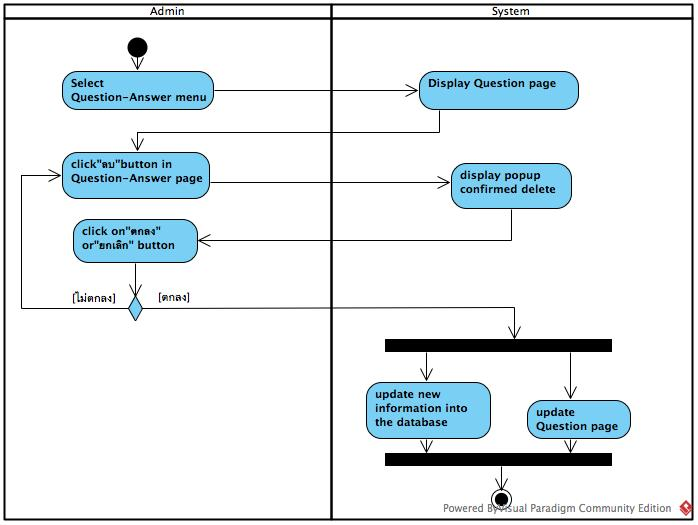 Admin
System
Select
Question-Answer menu
Display Question page
click"ลบ"button in
Question-Answer page
display popup
confirmed delete
click on"ตกลง"
or"ยกเลิก" button
[ไม่ตกลง]
[ตกลง]
update new
information into
the database
update
Question page
Powered ByVisual Paradigm Community Edition